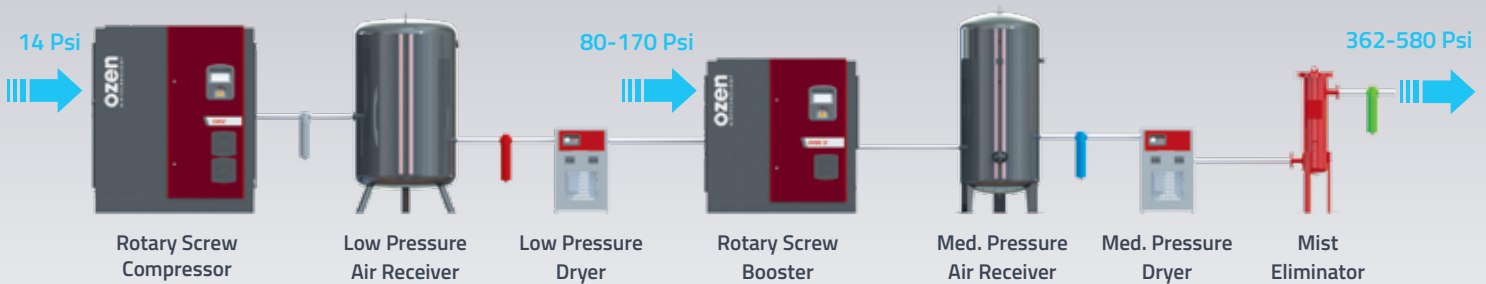 14 Psi
80-170 Psi
362-580 Psi
ozen
ozen
Rotary Screw
Compressor
Low Pressure
Air Receiver
Low Pressure
Dryer
Rotary Screw
Booster
Med. Pressure
Air Receiver
Med. Pressure
Dryer
Mist
Eliminator